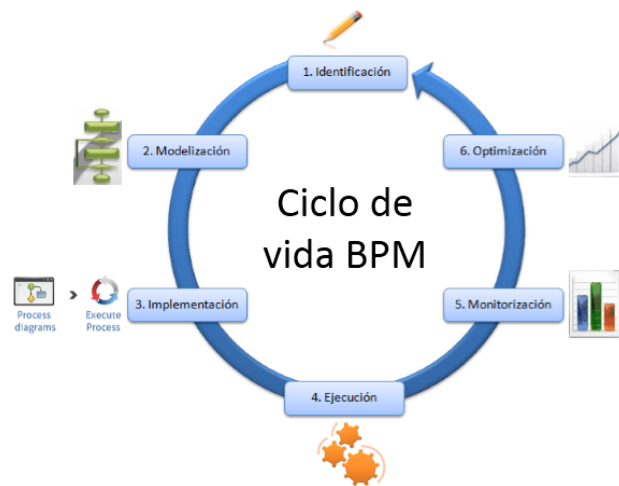 1. Identificación
2. Modelización
6. Optimización
Ciclo de
vida BPM
Process
diagrams
Execute
Process
3. Implementación
5. Monitorización
4. Ejecución